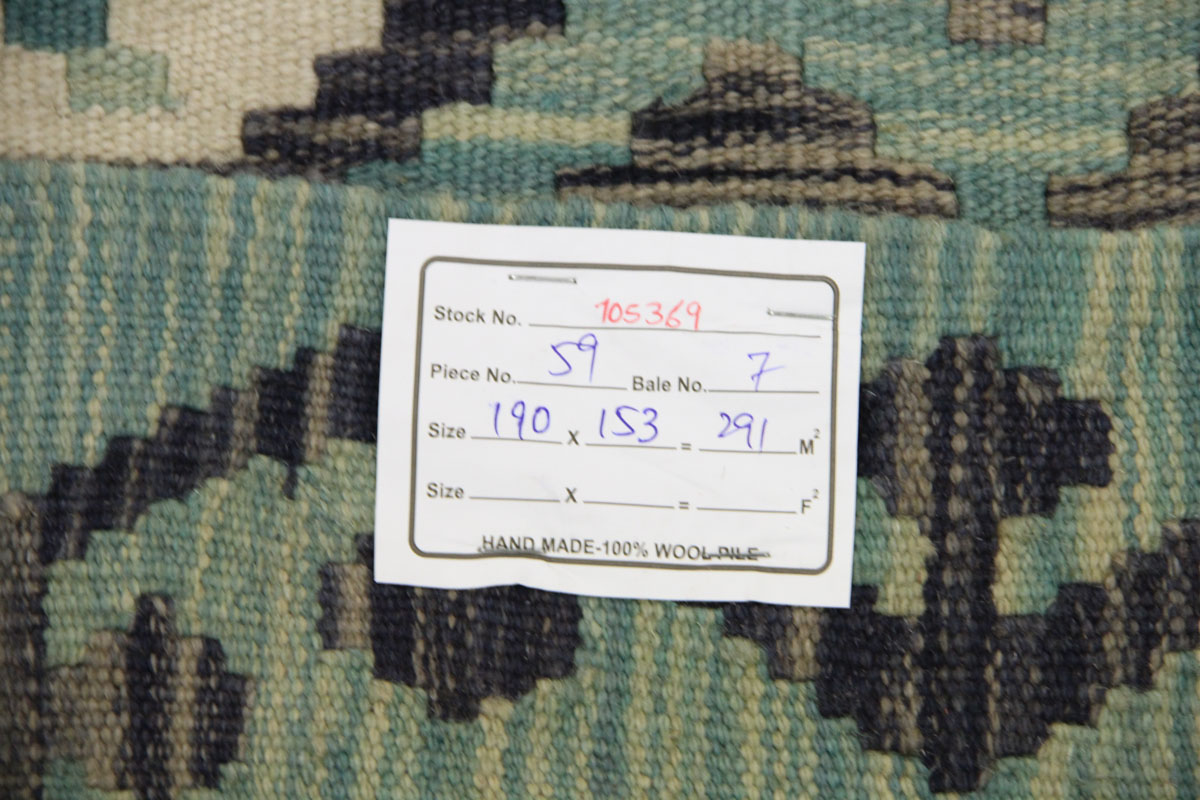 Stock No. 105369
Piece No. 59 Bale No. 7
Size 190 X 153 = 291 M²
Size X = F²
HAND MADE-100% WOOL PILE